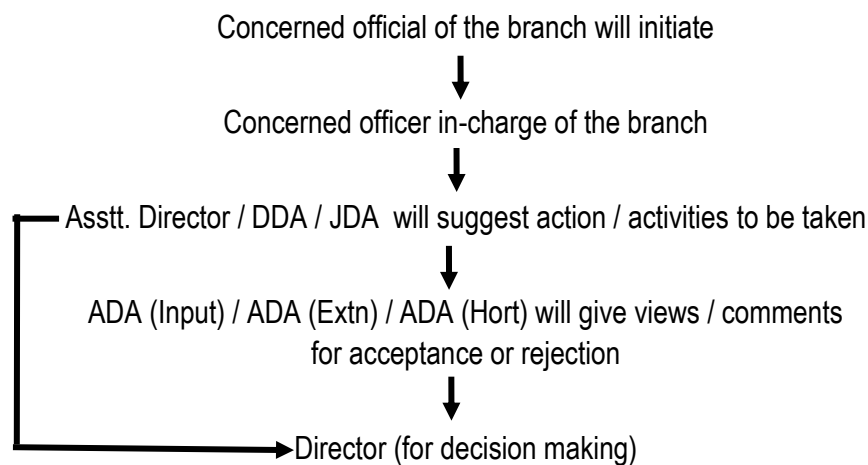 Concerned official of the branch will initiate
Concerned officer in-charge of the branch
Asstt. Director / DDA / JDA will suggest action / activities to be taken
ADA (Input) / ADA (Extn) / ADA (Hort) will give views / comments
for acceptance or rejection
Director (for decision making)